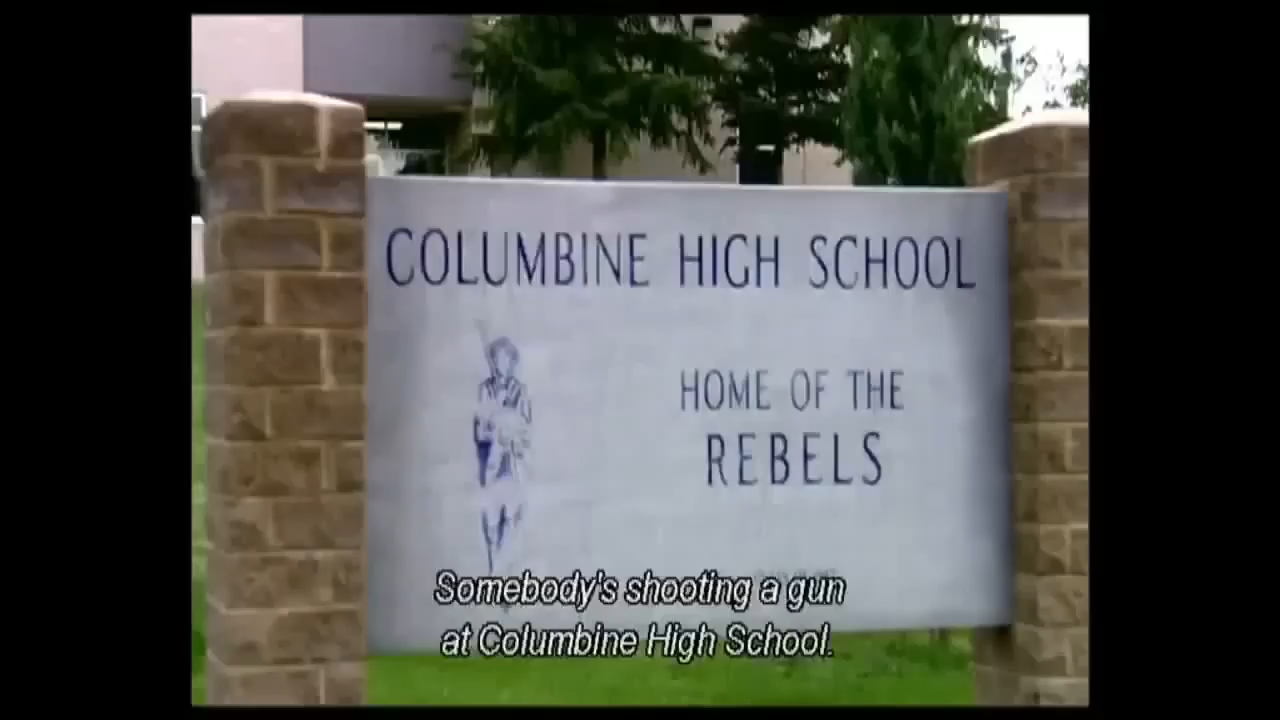 COLUMBINE HIGH SCHOOL
HOME OF THE
REBELS
Somebody's shooting a gun
at Columbine High School.